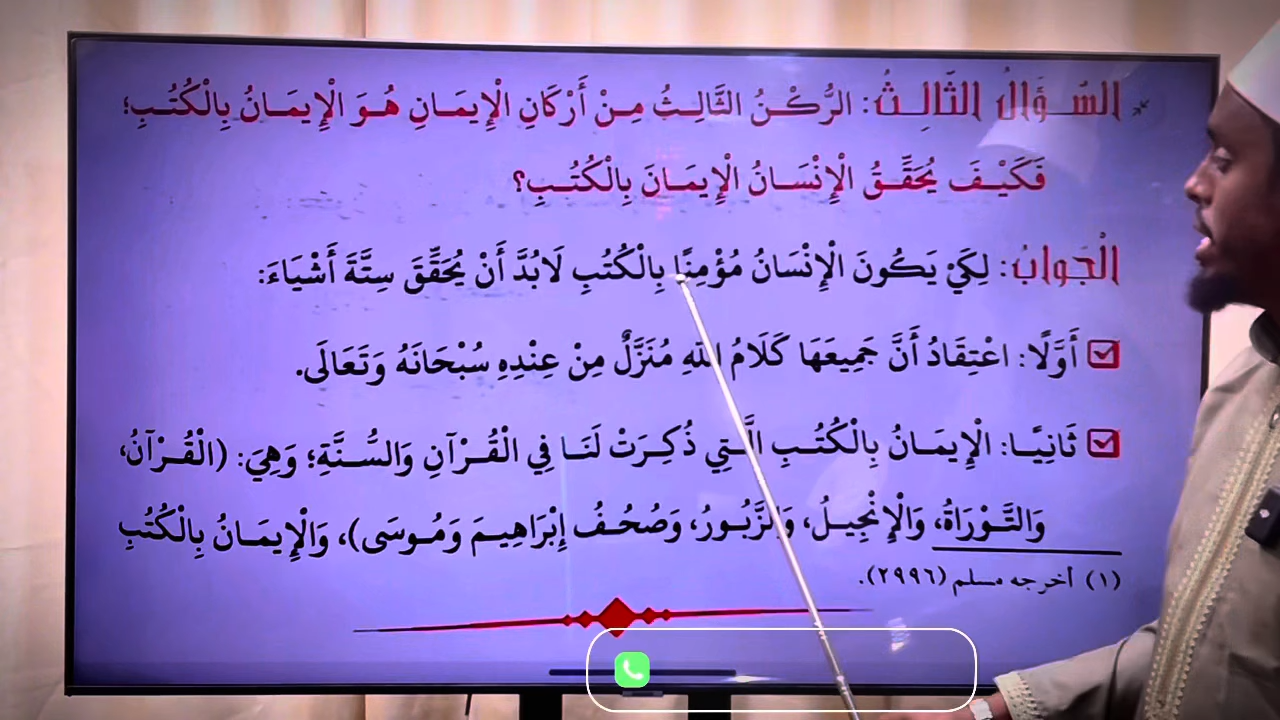 السُّؤَالُ الثَّالِثُ: الرُّكْنُ الثَّالِثُ مِنْ أَرْكَانِ الْإِيمَانِ هُوَ الْإِيمَانُ بِالْكُتُبِ؛
فَكَيْفَ يُحَقِّقُ الْإِنْسَانُ الْإِيمَانَ بِالْكُتُبِ؟
الْجَوَابُ: لِكَيْ يَكُونَ الْإِنْسَانُ مُؤْمِنًا بِالْكُتُبِ لَابُدَّ أَنْ يُحَقِّقَ سِتَّةَ أَشْيَاءَ:
أَوَّلًا: اعْتِقَادُ أَنَّ جَمِيعَهَا كَلَامُ اللهِ مُنَزَّلٌ مِنْ عِنْدِهِ سُبْحَانَهُ وَتَعَالَى.
ثَانِيًا: الْإِيمَانُ بِالْكُتُبِ الَّتِي ذُكِرَتْ لَنَا فِي الْقُرْآنِ وَالسُّنَّةِ؛ وَهِيَ: (الْقُرْآنُ،
وَالتَّوْرَاةُ، وَالْإِنْجِيلُ، وَالزَّبُورُ، وَصُحُفُ إِبْرَاهِيمَ وَمُوسَى)، وَالْإِيمَانُ بِالْكُتُبِ
(١) أخرجه مسلم (٢٩٩٦).